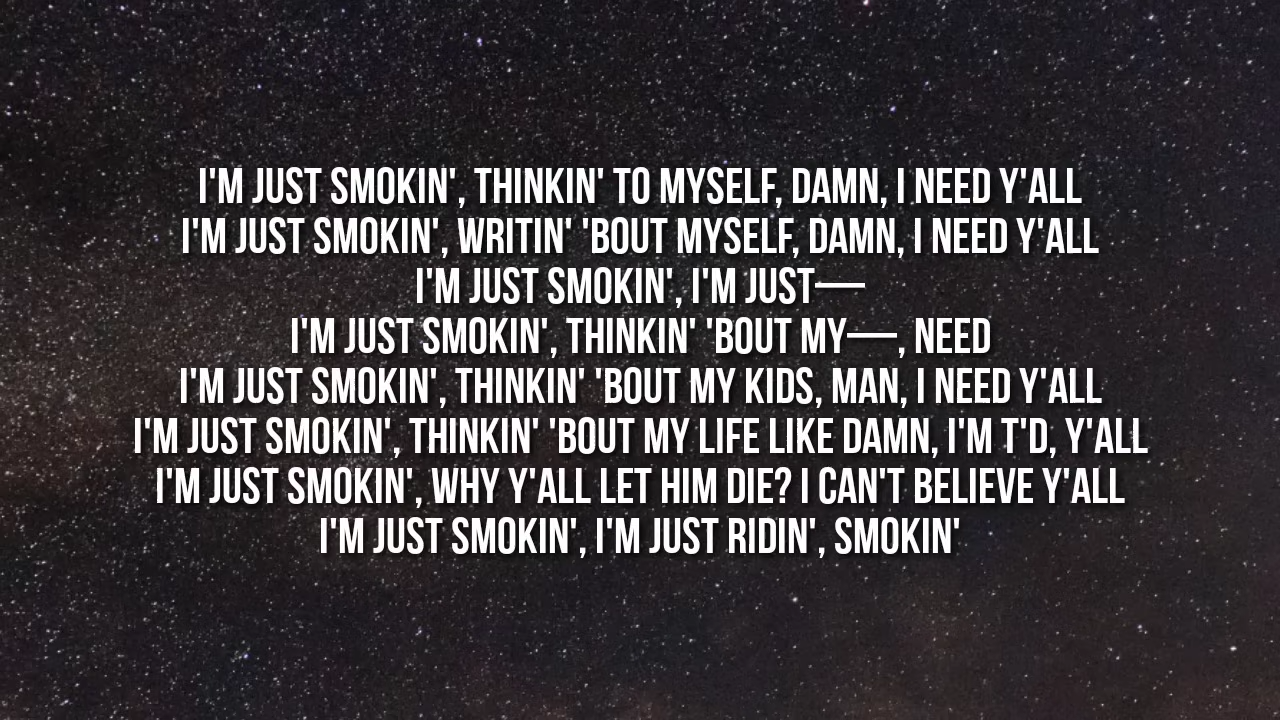 I'M JUST SMOKIN', THINKIN' TO MYSELF, DAMN, I NEED Y'ALL
I'M JUST SMOKIN', WRITIN' 'BOUT MYSELF, DAMN, I NEED Y'ALL
I'M JUST SMOKIN', I'M JUST—
I'M JUST SMOKIN', THINKIN' 'BOUT MY—, NEED
I'M JUST SMOKIN', THINKIN' 'BOUT MY KIDS, MAN, I NEED Y'ALL
I'M JUST SMOKIN', THINKIN' 'BOUT MY LIFE LIKE DAMN, I'M T'D, Y'ALL
I'M JUST SMOKIN', WHY Y'ALL LET HIM DIE? I CAN'T BELIEVE Y'ALL
I'M JUST SMOKIN', I'M JUST RIDIN', SMOKIN'